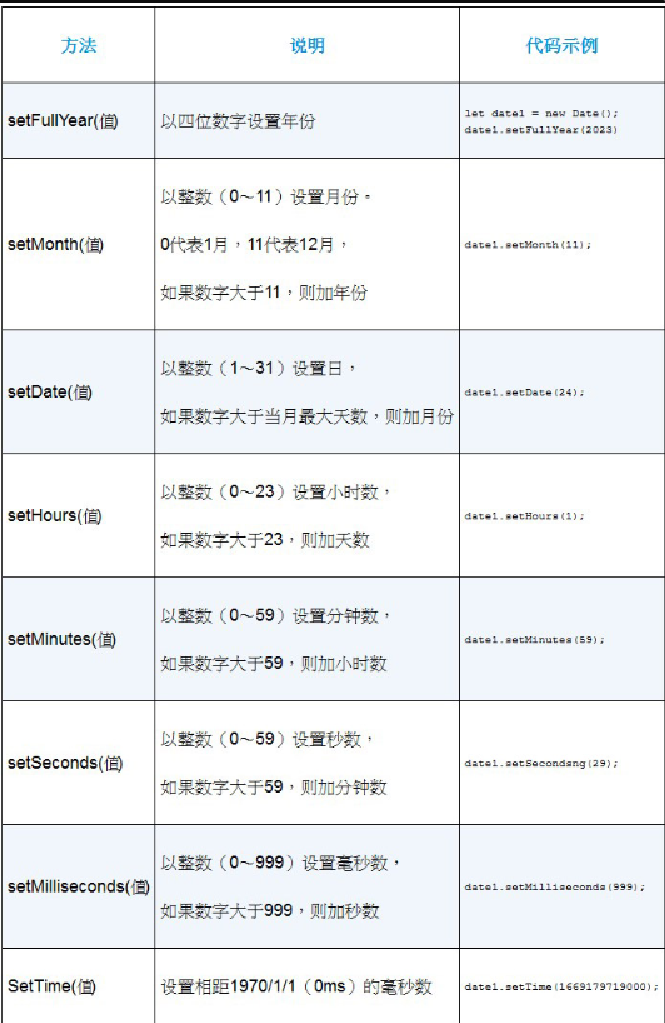 方法
说明
代码示例
setFullYear(值)
以四位数字设置年份
let date1 = new Date();
date1.setFullYear(2023)
setMonth(值)
以整数（0～11）设置月份。
0代表1月，11代表12月，
如果数字大于11，则加年份
date1.setMonth(11);
setDate(值)
以整数（1～31）设置日，
如果数字大于当月最大天数，则加月份
date1.setDate(24);
setHours(值)
以整数（0～23）设置小时数，
如果数字大于23，则加天数
date1.setHours(1);
setMinutes(值)
以整数（0～59）设置分钟数，
如果数字大于59，则加小时数
date1.setMinutes(59);
setSeconds(值)
以整数（0～59）设置秒数，
如果数字大于59，则加分钟数
date1.setSecondsng(29);
setMilliseconds(值)
以整数（0～999）设置毫秒数，
如果数字大于999，则加秒数
date1.setMilliseconds(999);
SetTime(值)
设置相距1970/1/1（0ms）的毫秒数
date1.setTime(1669179719000);